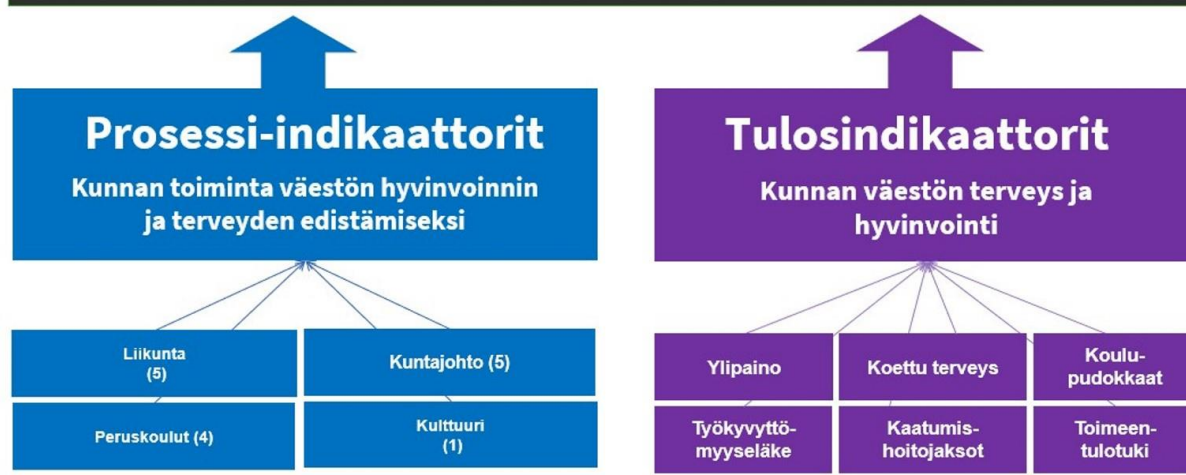 Prosessi-indikaattorit
Kunnan toiminta väestön hyvinvoinnin
ja terveyden edistämiseksi
Liikunta
(5)
Kuntajohto (5)
Peruskoulut (4)
Kulttuuri
(1)
Tulosindikaattorit
Kunnan väestön terveys ja
hyvinvointi
Ylipaino
Koettu terveys
Koulu-
pudokkaat
Työkyvyttö-
myyseläke
Kaatumis-
hoitojaksot
Toimeen-
tulotuki